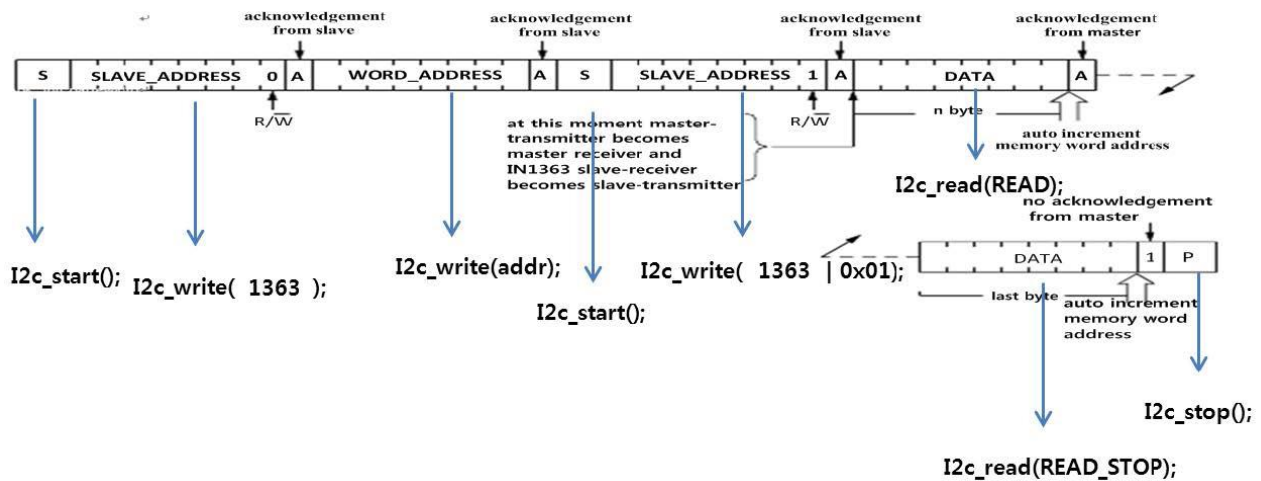 acknowledgement
from slave
acknowledgement
from slave
acknowledgement
from slave
acknowledgement
from master
S SLAVE_ADDRESS 0 A WORD_ADDRESS A S SLAVE_ADDRESS 1 A DATA A
R/W̅
R/W̅
n byte
at this moment master-
transmitter becomes
master receiver and
IN1363 slave-receiver
becomes slave-transmitter
auto increment
memory word address
I2c_read(READ);
no acknowledgement
from master
I2c_start();
I2c_write( 1363 );
I2c_write(addr);
I2c_start();
I2c_write( 1363 | 0x01);
DATA 1 P
last byte
auto increment
memory word
address
I2c_stop();
I2c_read(READ_STOP);